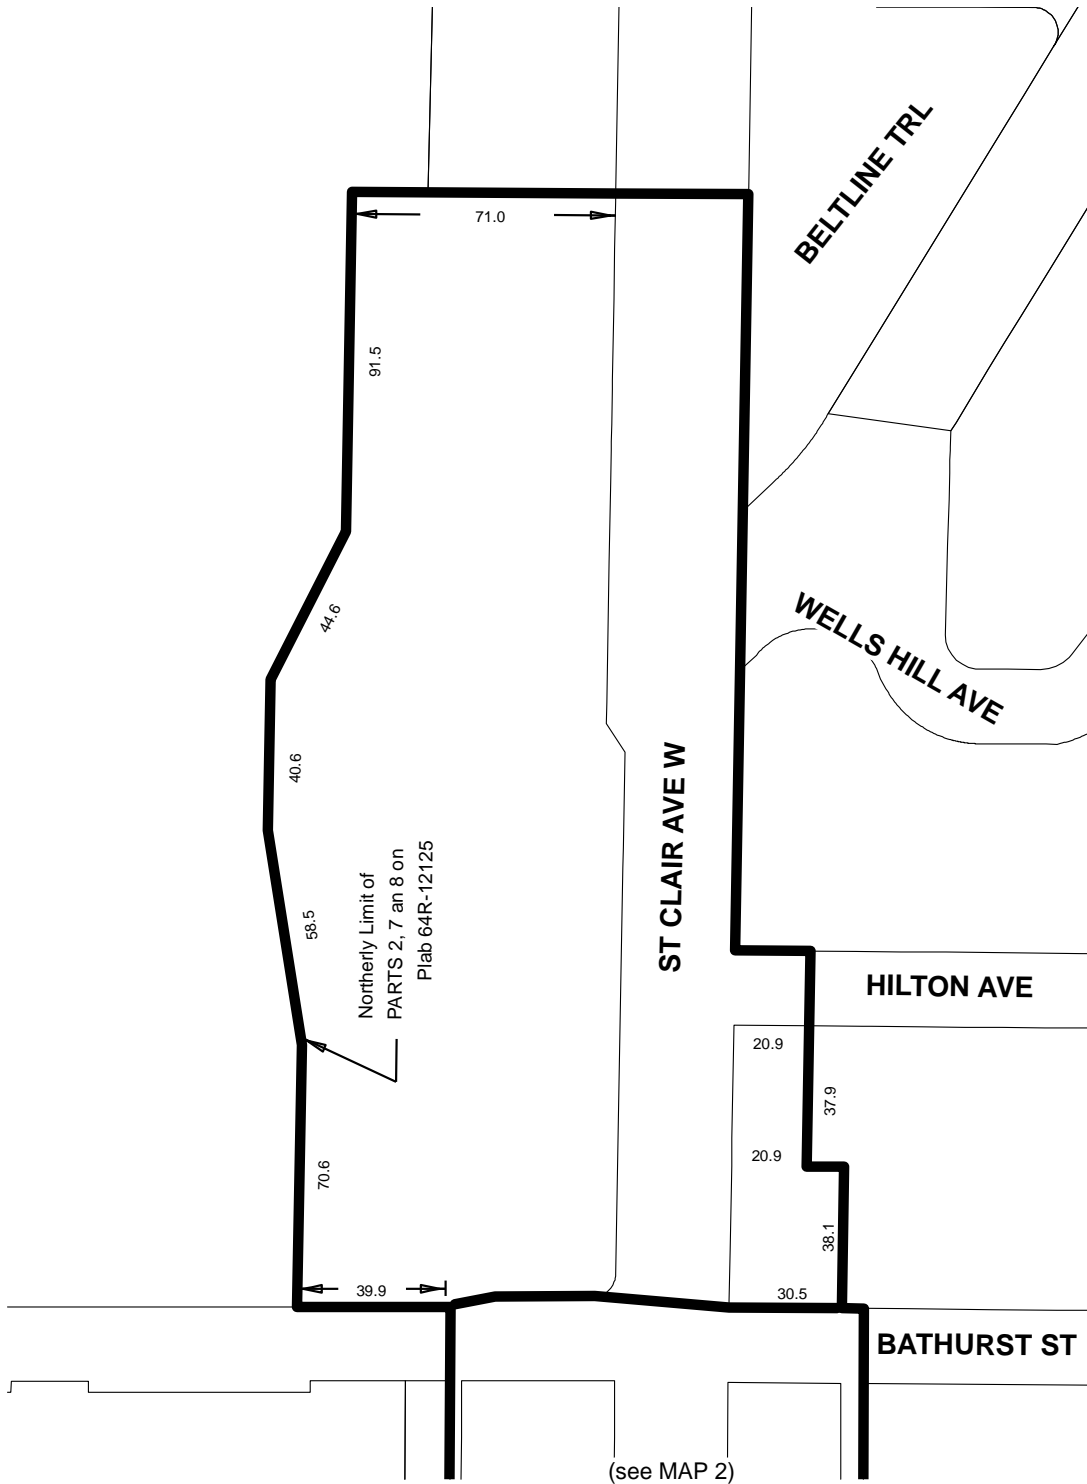 BELTLINE TRL
71.0
91.5
44.6
WELLS HILL AVE
40.6
ST CLAIR AVE W
58.5
Northerly Limit of
PARTS 2, 7 an 8 on
Plab 64R-12125
HILTON AVE
20.9
37.9
20.9
70.6
38.1
39.9
30.5
BATHURST ST
(see MAP 2)